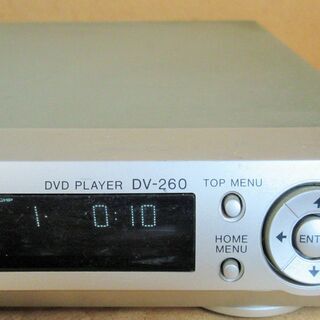 DVD PLAYER DV-260 TOP MENU
1 0:10
HOME
MENU
ENT